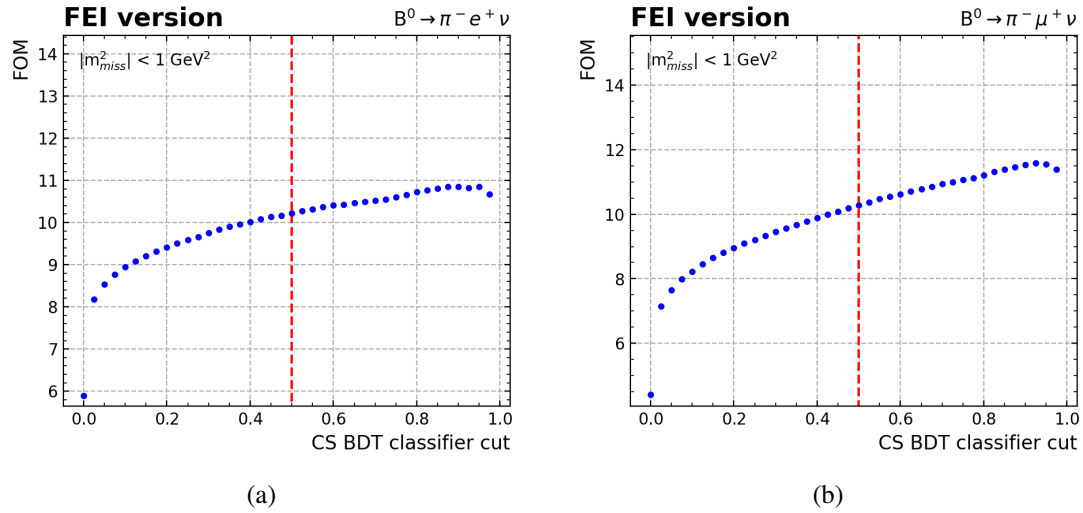 FEI version
B⁰ → π⁻ e⁺ ν
FOM
|m²miss| < 1 GeV²
14
13
12
11
10
9
8
7
6
0.0 0.2 0.4 0.6 0.8 1.0
CS BDT classifier cut
(a)
FEI version
B⁰ → π⁻ μ⁺ ν
FOM
|m²miss| < 1 GeV²
14
12
10
8
6
0.0 0.2 0.4 0.6 0.8 1.0
CS BDT classifier cut
(b)